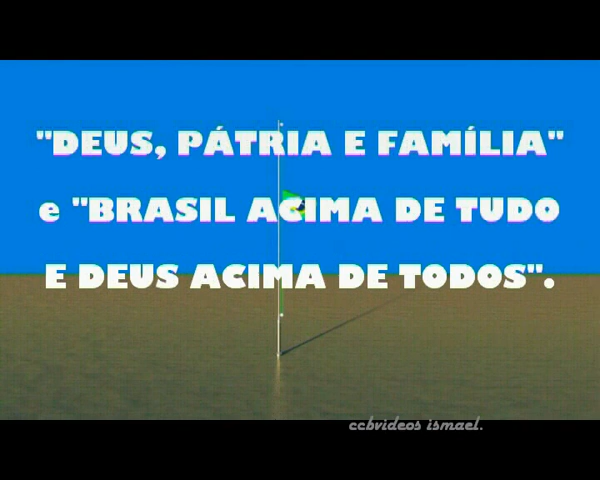 "DEUS, PÁTRIA E FAMÍLIA"
e "BRASIL ACIMA DE TUDO
E DEUS ACIMA DE TODOS".
ccbvideos ismael.